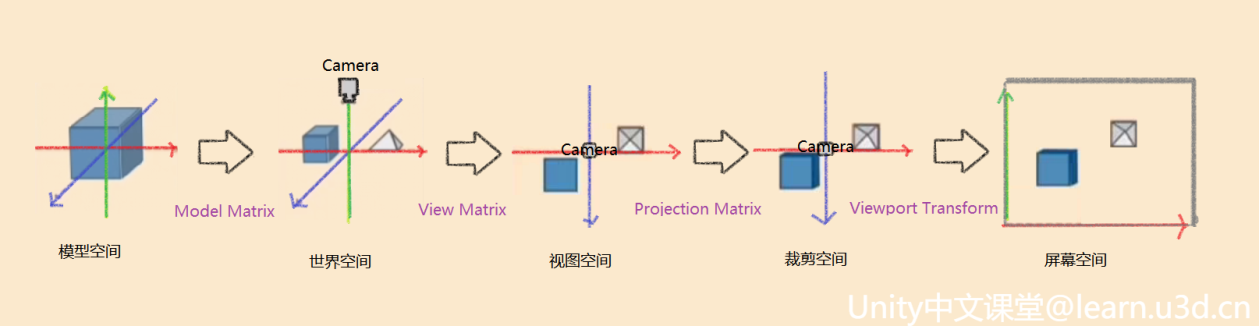 Camera
Camera
Camera
Model Matrix
View Matrix
Projection Matrix
Viewport Transform
模型空间
世界空间
视图空间
裁剪空间
屏幕空间
Unity中文课堂@learn.u3d.cn